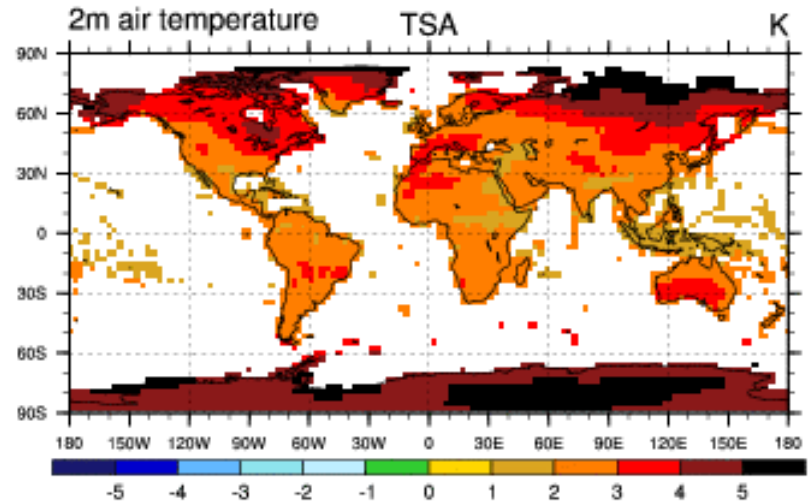 2m air temperature TSA K
90N
60N
30N
0
30S
60S
90S
180 150W 120W 90W 60W 30W 0 30E 60E 90E 120E 150E 180
-5 -4 -3 -2 -1 0 1 2 3 4 5